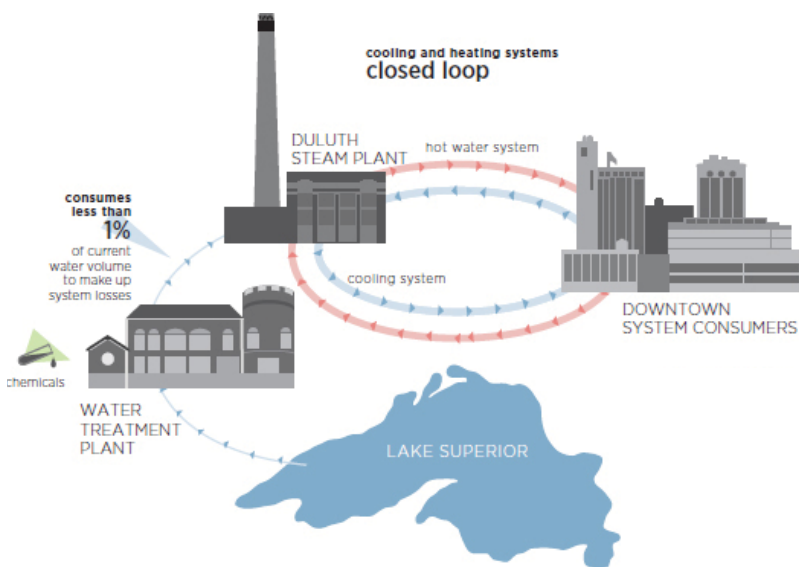 cooling and heating systems
closed loop
DULUTH
STEAM PLANT
hot water system
consumes
less than
1%
of current
water volume
to make up
system losses
cooling system
DOWNTOWN
SYSTEM CONSUMERS
chemicals
WATER
TREATMENT
PLANT
LAKE SUPERIOR